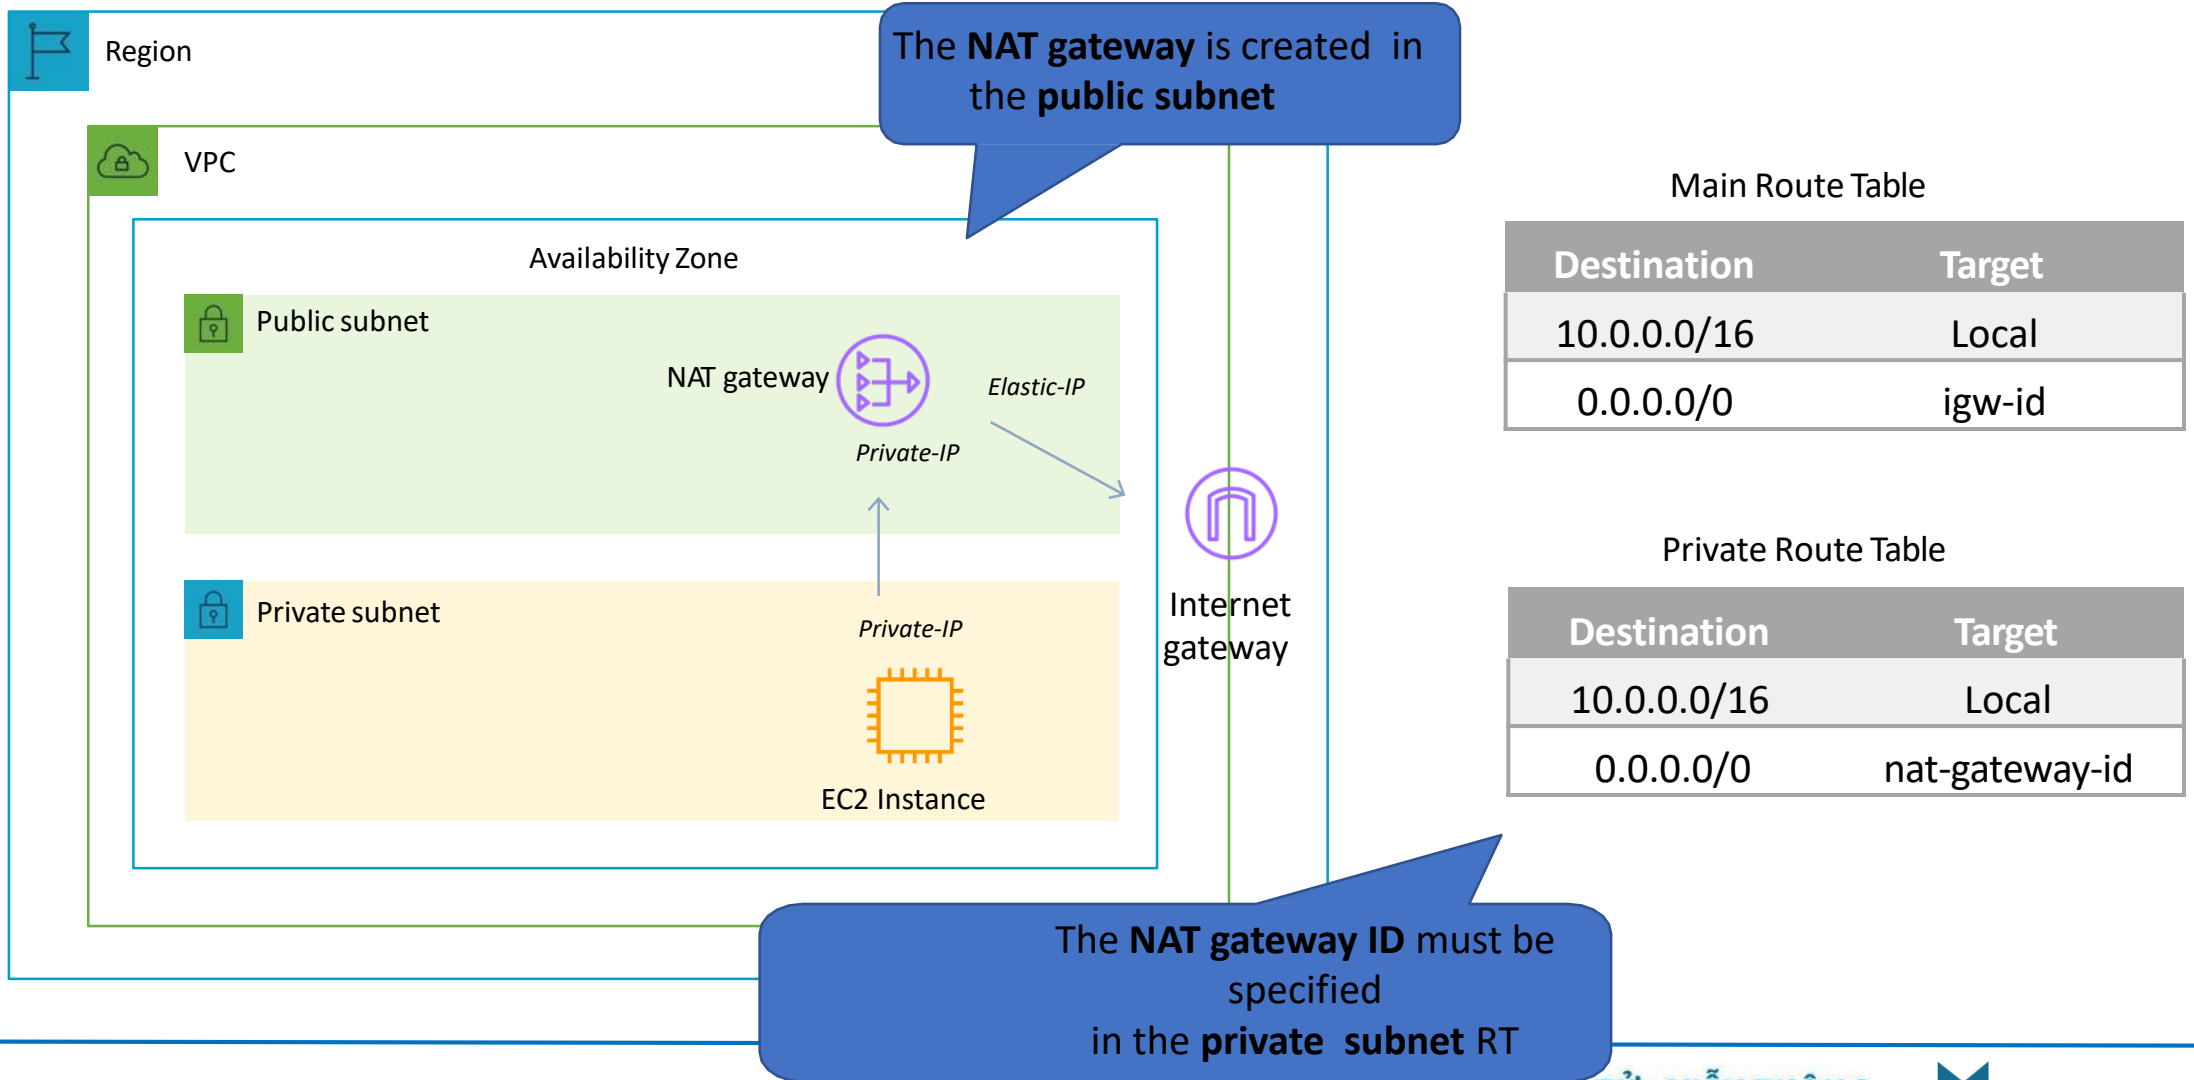 Region
The NAT gateway is created in
the public subnet
VPC
Availability Zone
Public subnet
NAT gateway
Elastic-IP
Private-IP
Private subnet
Private-IP
EC2 Instance
Internet
gateway
Main Route Table
Destination Target
10.0.0.0/16 Local
0.0.0.0/0 igw-id
Private Route Table
Destination Target
10.0.0.0/16 Local
0.0.0.0/0 nat-gateway-id
The NAT gateway ID must be
specified
in the private subnet RT